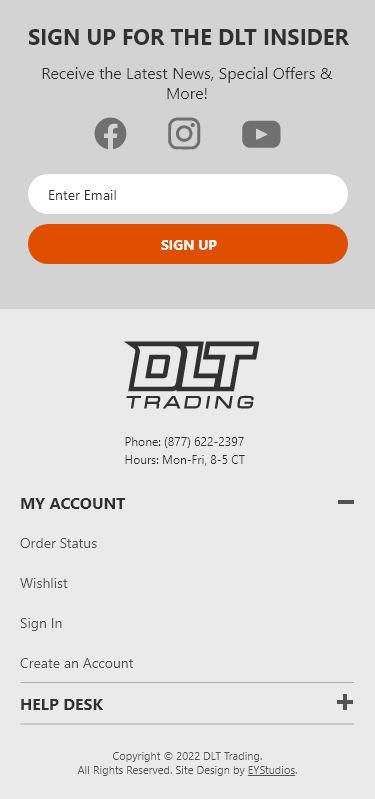 SIGN UP FOR THE DLT INSIDER
Receive the Latest News, Special Offers &
More!
Enter Email
SIGN UP
DLT
TRADING
Phone: (877) 622-2397
Hours: Mon-Fri, 8-5 CT
MY ACCOUNT
Order Status
Wishlist
Sign In
Create an Account
HELP DESK
Copyright © 2022 DLT Trading.
All Rights Reserved. Site Design by EYStudios.